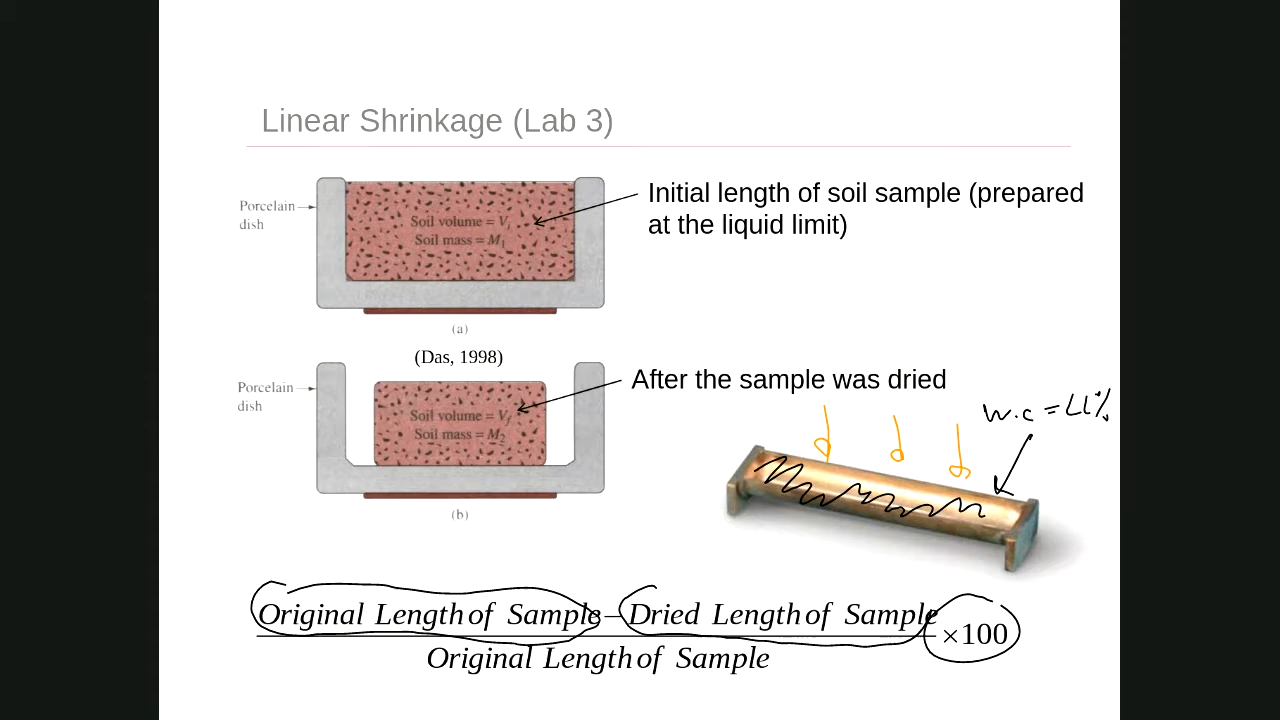 Linear Shrinkage (Lab 3)
Initial length of soil sample (prepared
at the liquid limit)
Porcelain
dish
Soil volume = Vi
Soil mass = M1
(a)
(Das, 1998)
After the sample was dried
Porcelain
dish
Soil volume = Vf
Soil mass = M2
(b)
w.c = LL%
Original Length of Sample – Dried Length of Sample
×100
Original Length of Sample